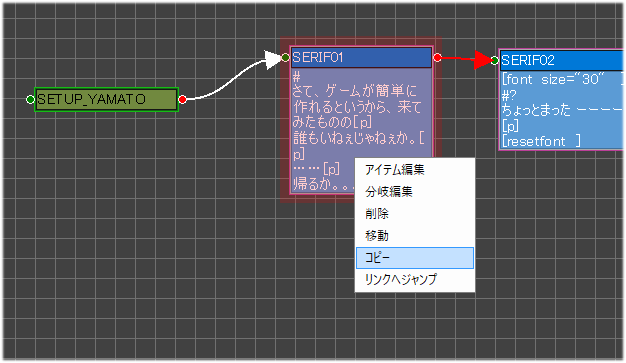 SETUP_YAMATO
SERIF01
#
さて、ゲームが簡単に
作れるというから、来て
みたものの[p]
誰もいねぇじゃねぇか。[
p]
……[p]
帰るか。。.
SERIF02
[font size="30" ]
#?
ちょっとまったーーーー
[p]
[resetfont ]
アイテム編集
分岐編集
削除
移動
コピー
リンクへジャンプ